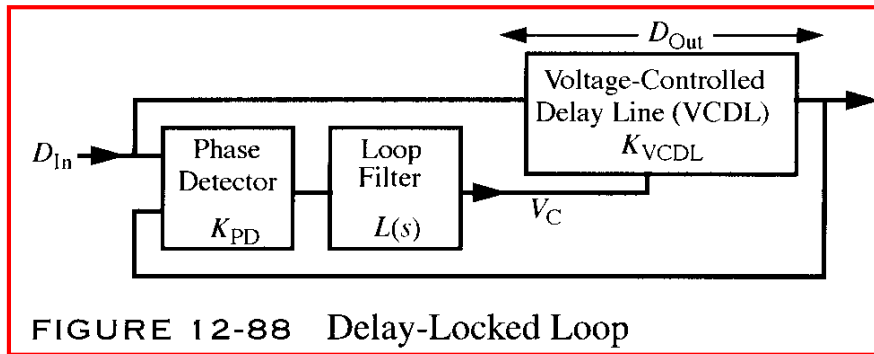 D_Out
Voltage-Controlled
Delay Line (VCDL)
K_VCDL
D_In
Phase
Detector
K_PD
Loop
Filter
L(s)
V_C
FIGURE 12-88 Delay-Locked Loop